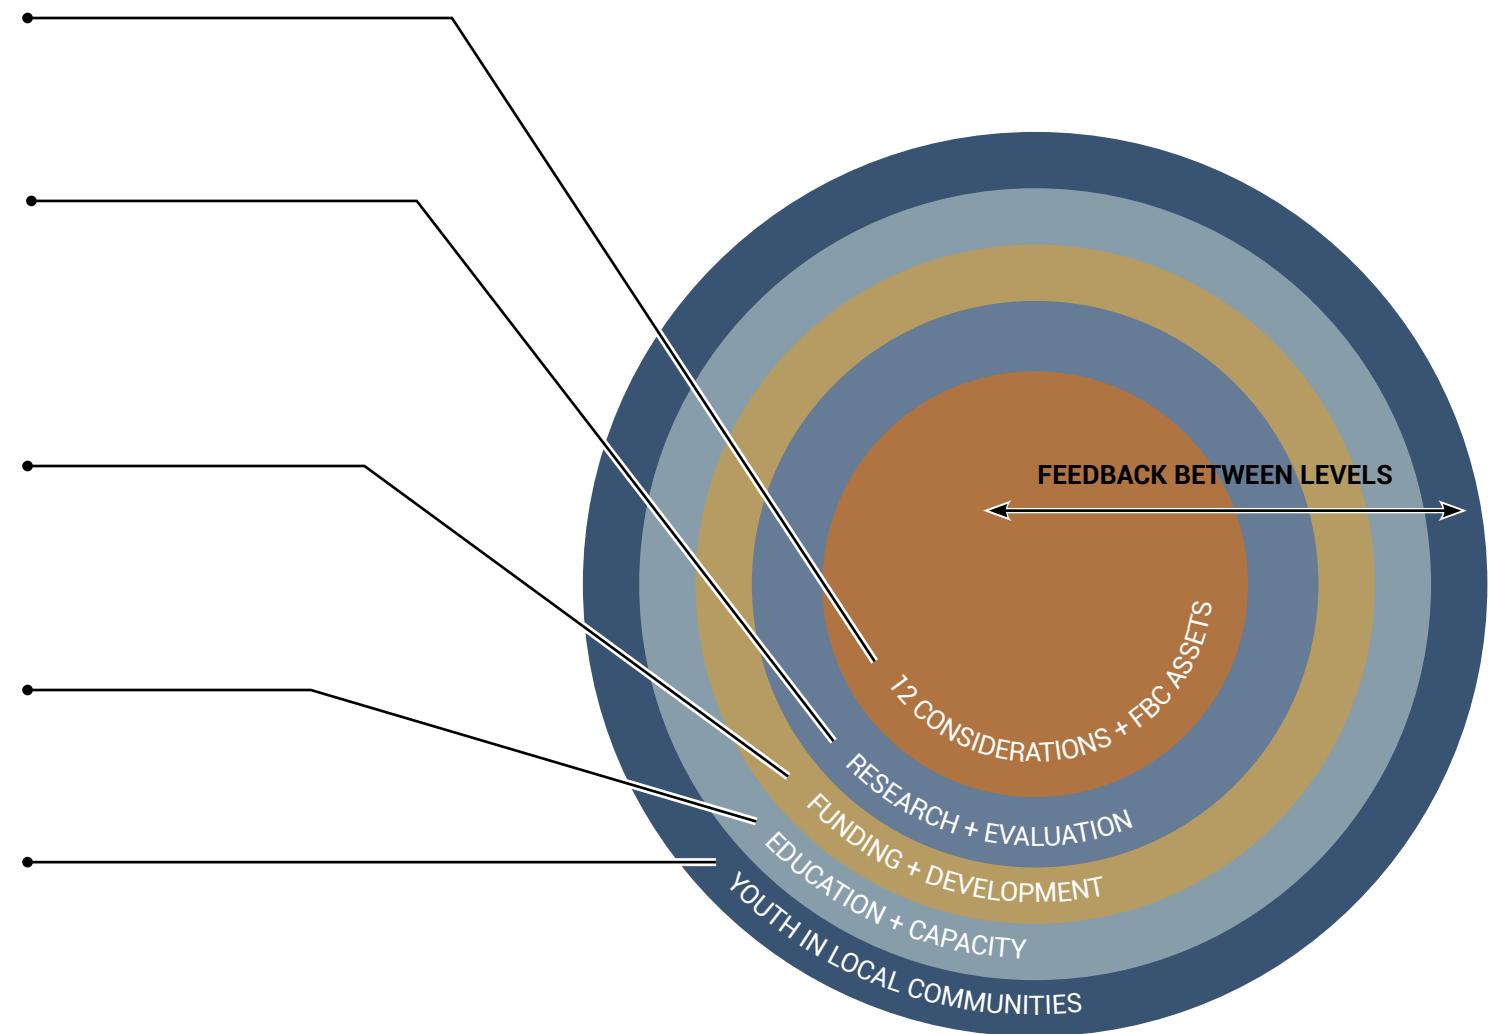 FEEDBACK BETWEEN LEVELS
12 CONSIDERATIONS + FBC ASSETS
RESEARCH + EVALUATION
FUNDING + DEVELOPMENT
EDUCATION + CAPACITY
YOUTH IN LOCAL COMMUNITIES